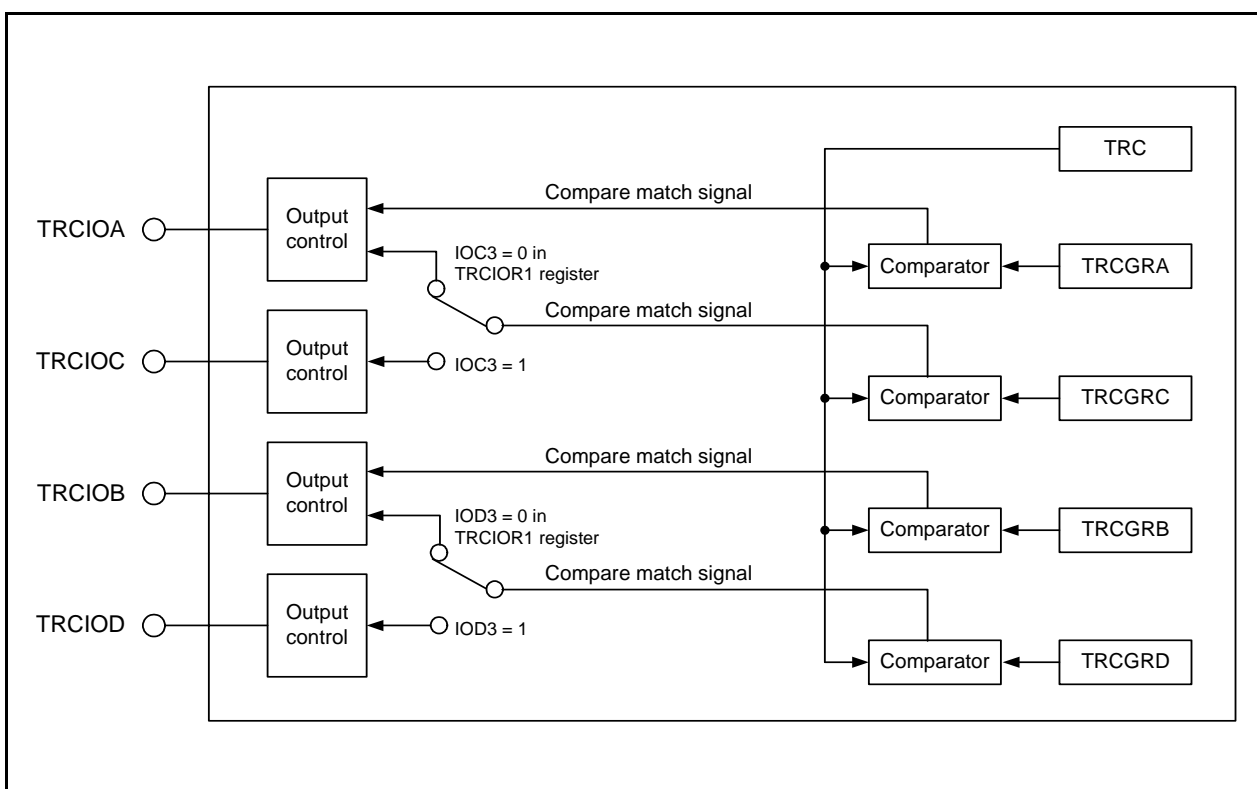 TRC
Compare match signal
TRCIOA
Output
control
IOC3 = 0 in
TRCIOR1 register
Comparator
TRCGRA
Compare match signal
TRCIOC
Output
control
IOC3 = 1
Comparator
TRCGRC
Compare match signal
TRCIOB
Output
control
IOD3 = 0 in
TRCIOR1 register
Comparator
TRCGRB
Compare match signal
TRCIOD
Output
control
IOD3 = 1
Comparator
TRCGRD